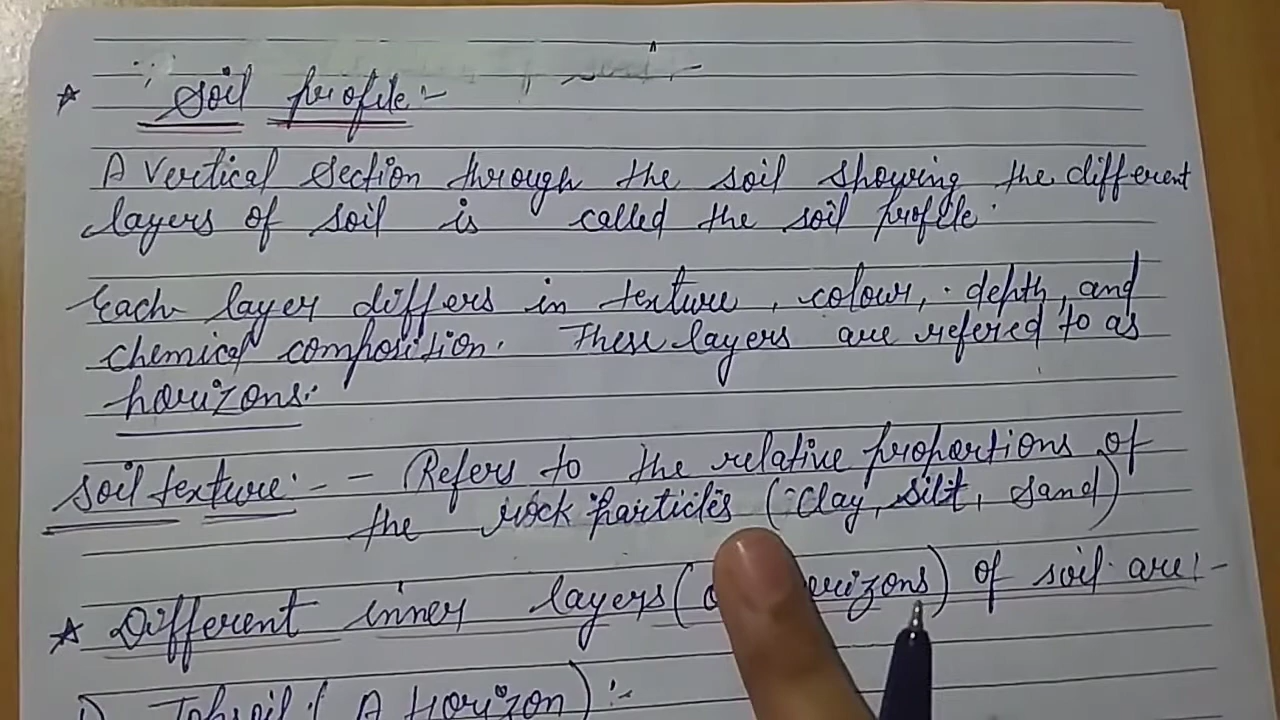 * Soil profile:-
A vertical section through the soil showing the different
layers of soil is called the soil profile.
Each layer differs in texture, colour, depth, and
chemical composition. These layers are refered to as
horizons.
Soil texture:- - Refers to the relative proportions of
the rock particles (Clay, silt, sand)
* Different inner layers ( horizons) of soil are:-
1) Topsoil (A Horizon) :-